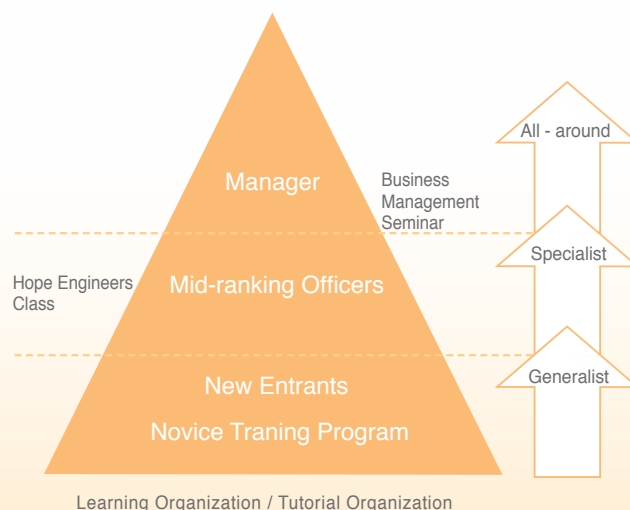 All - around
Manager
Business
Management
Seminar
Specialist
Hope Engineers
Class
Mid-ranking Officers
Generalist
New Entrants
Novice Traning Program
Learning Organization / Tutorial Organization